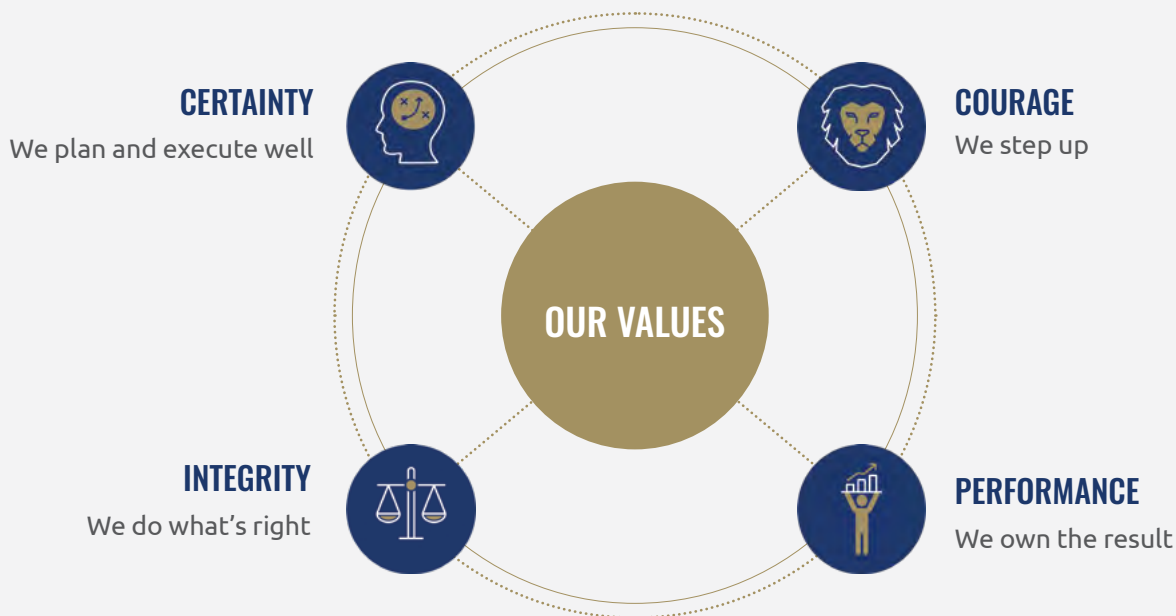 CERTAINTY
We plan and execute well
COURAGE
We step up
OUR VALUES
INTEGRITY
We do what’s right
PERFORMANCE
We own the result